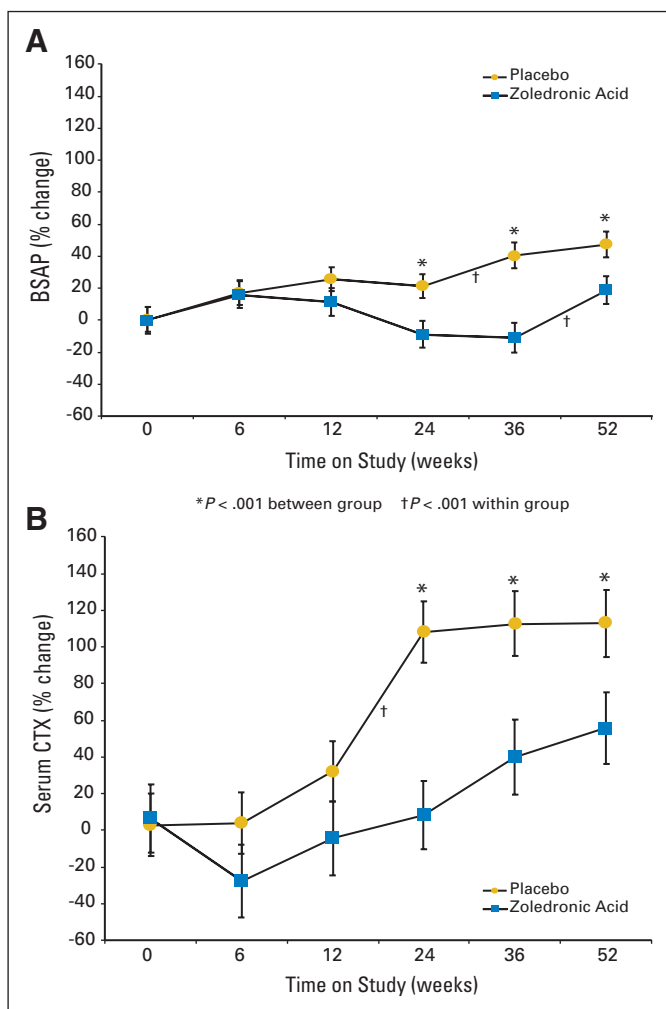 A
160
140
120
100
80
60
40
20
0
-20
-40
-60
BSAP (% change)
Placebo
Zoledronic Acid
*
*
*
†
†
0 6 12 24 36 52
Time on Study (weeks)
*P < .001 between group †P < .001 within group
B
160
140
120
100
80
60
40
20
0
-20
-40
-60
Serum CTX (% change)
*
*
*
†
Placebo
Zoledronic Acid
0 6 12 24 36 52
Time on Study (weeks)